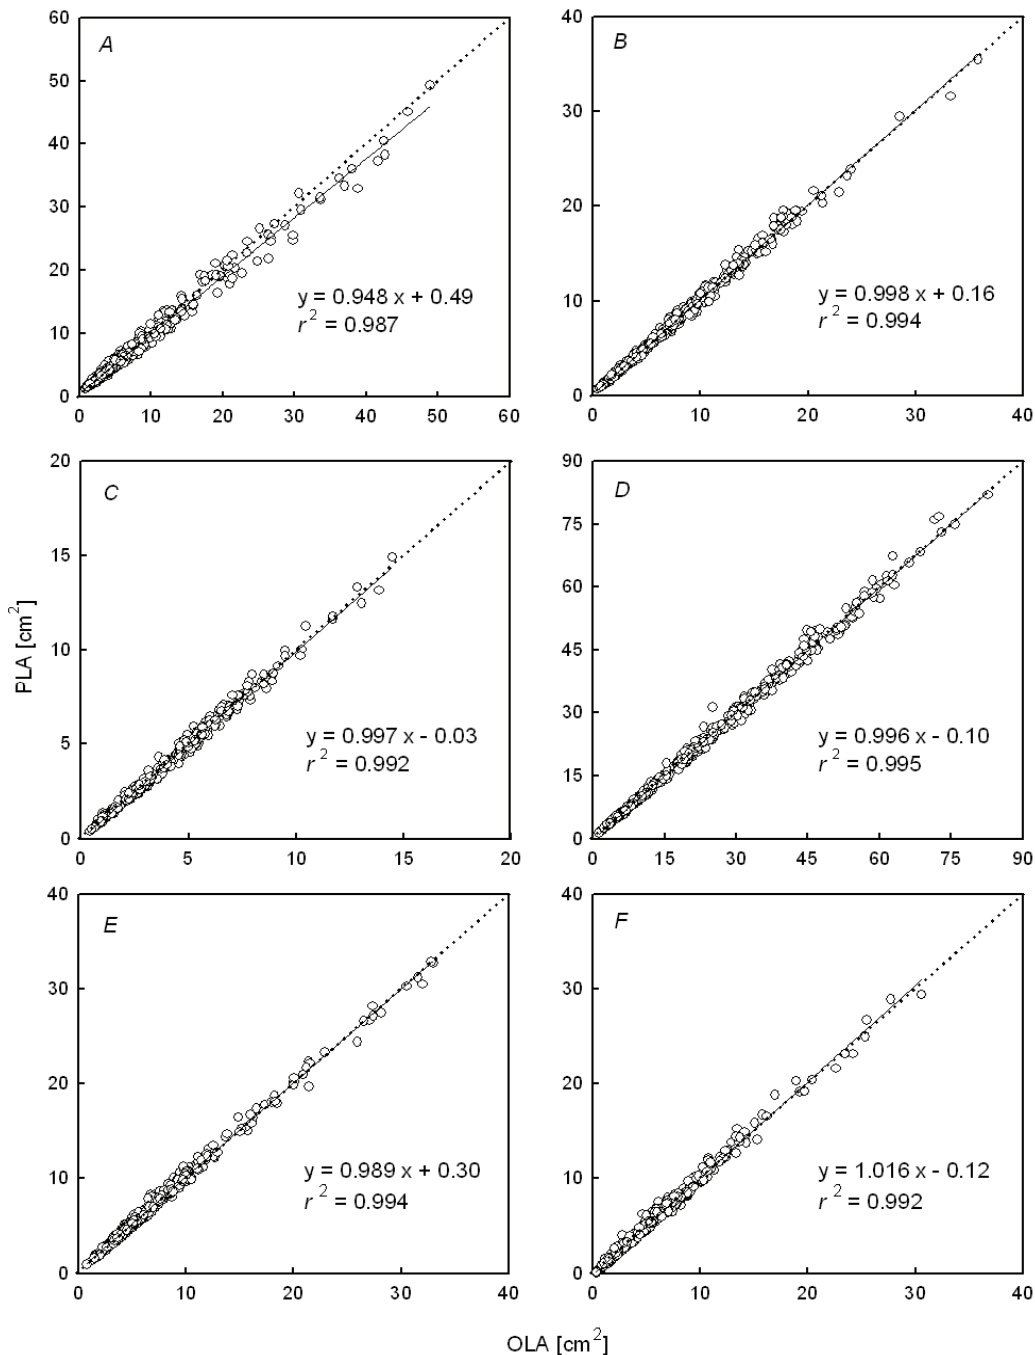 A
60
50
40
30
20
10
0
0 10 20 30 40 50 60
y = 0.948 x + 0.49
r² = 0.987
B
40
30
20
10
0
0 10 20 30 40
y = 0.998 x + 0.16
r² = 0.994
PLA [cm²]
C
20
15
10
5
0
0 5 10 15 20
y = 0.997 x - 0.03
r² = 0.992
D
90
75
60
45
30
15
0
0 15 30 45 60 75 90
y = 0.996 x - 0.10
r² = 0.995
E
40
30
20
10
0
0 10 20 30 40
y = 0.989 x + 0.30
r² = 0.994
F
40
30
20
10
0
0 10 20 30 40
y = 1.016 x - 0.12
r² = 0.992
OLA [cm²]